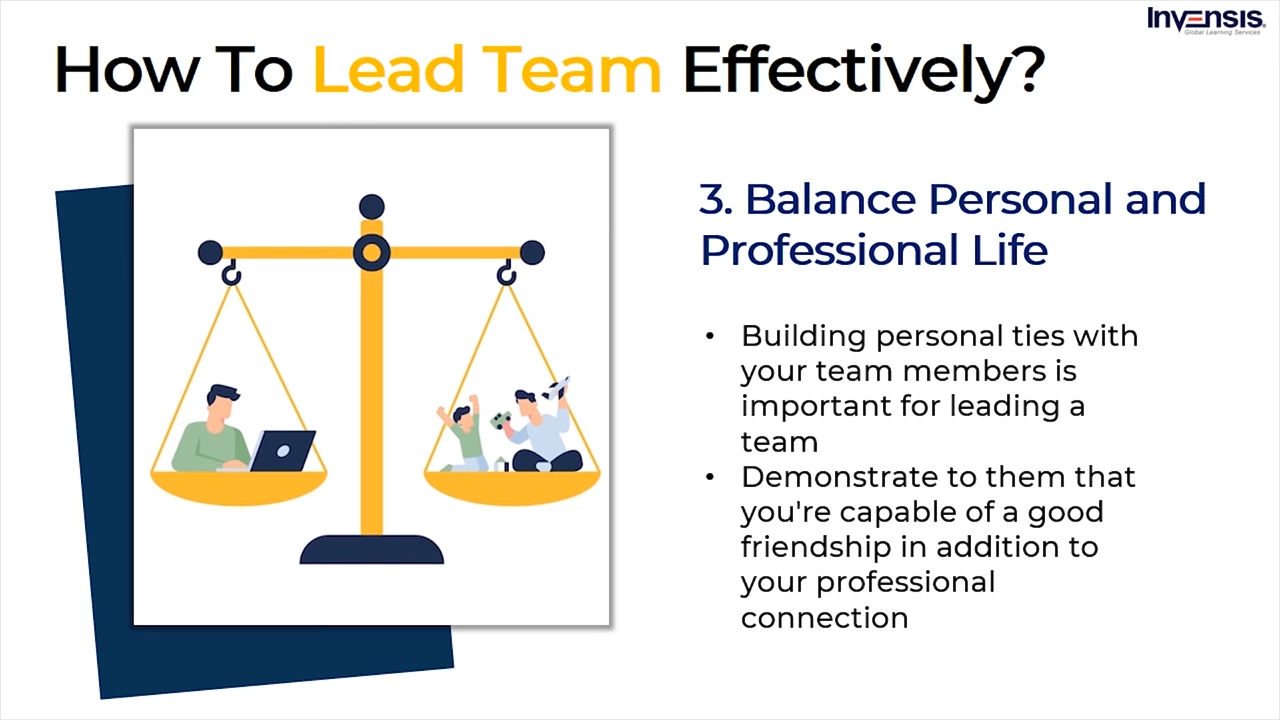 Invensis
Global Learning Services
How To Lead Team Effectively?
3. Balance Personal and
Professional Life
• Building personal ties with
your team members is
important for leading a
team
• Demonstrate to them that
you're capable of a good
friendship in addition to
your professional
connection